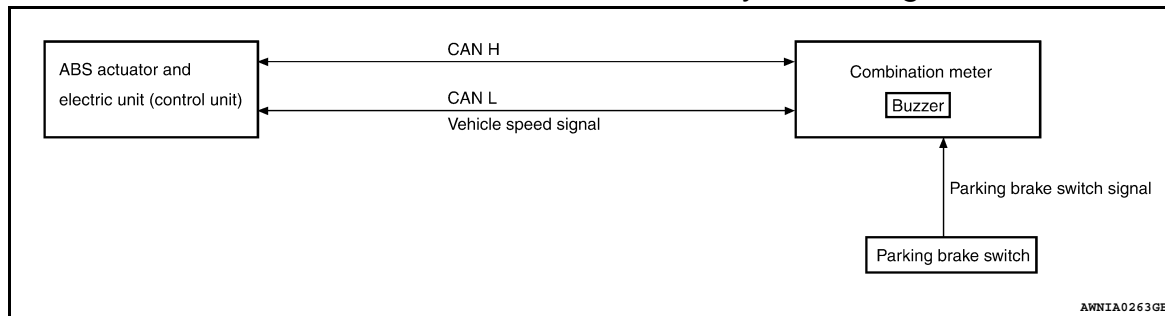 ABS actuator and
electric unit (control unit)
CAN H
CAN L
Vehicle speed signal
Combination meter
Buzzer
Parking brake switch signal
Parking brake switch